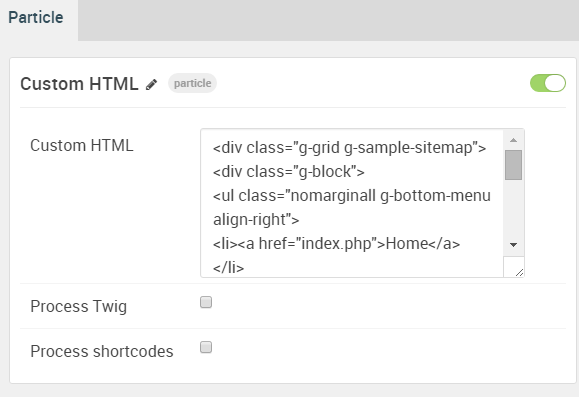 Particle
Custom HTML particle
Custom HTML
<div class="g-grid g-sample-sitemap">
<div class="g-block">
<ul class="nomarginall g-bottom-menu
align-right">
<li><a href="index.php">Home</a>
</li>
Process Twig
Process shortcodes